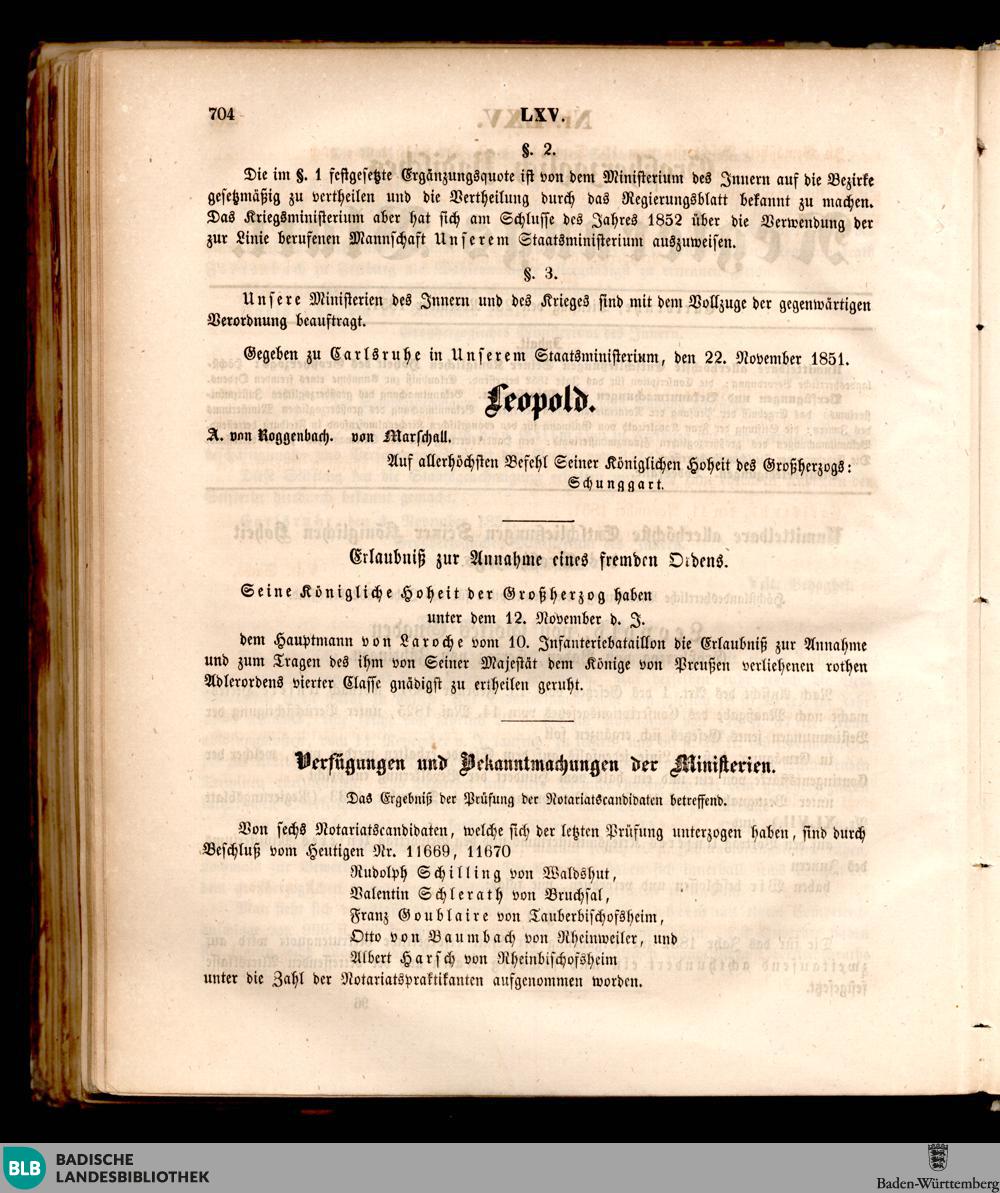 704
LXV.
§. 2.
Die im §. 1 festgesetzte Ergänzungsquote ist von dem Ministerium des Innern auf die Bezirke
gesetzmäßig zu vertheilen und die Vertheilung durch das Regierungsblatt bekannt zu machen.
Das Kriegsministerium aber hat sich am Schlusse des Jahres 1852 über die Verwendung der
zur Linie berufenen Mannschaft Unserem Staatsministerium auszuweisen.
§. 3.
Unsere Ministerien des Innern und des Krieges sind mit dem Vollzuge der gegenwärtigen
Verordnung beauftragt.
Gegeben zu Carlsruhe in Unserem Staatsministerium, den 22. November 1851.
Leopold.
A. von Roggenbach. von Marschall.
Auf allerhöchsten Befehl Seiner Königlichen Hoheit des Großherzogs:
Schunggart.
Erlaubniß zur Annahme eines fremden Ordens.
Seine Königliche Hoheit der Großherzog haben
unter dem 12. November d. J.
dem Hauptmann von Laroche vom 10. Infanteriebataillon die Erlaubniß zur Annahme
und zum Tragen des ihm von Seiner Majestät dem Könige von Preußen verliehenen rothen
Adlerordens vierter Classe gnädigst zu ertheilen geruht.
Verfügungen und Bekanntmachungen der Ministerien.
Das Ergebniß der Prüfung der Notariatscandidaten betreffend.
Von sechs Notariatscandidaten, welche sich der letzten Prüfung unterzogen haben, sind durch
Beschluß vom Heutigen Nr. 11669, 11670
Rudolph Schilling von Waldshut,
Valentin Schlerath von Bruchsal,
Franz Goublaire von Tauberbischofsheim,
Otto von Baumbach von Rheinweiler, und
Albert Harsch von Rheinbischofsheim
unter die Zahl der Notariatspraktikanten aufgenommen worden.
BLB
BADISCHE
LANDESBIBLIOTHEK
Baden-Württemberg